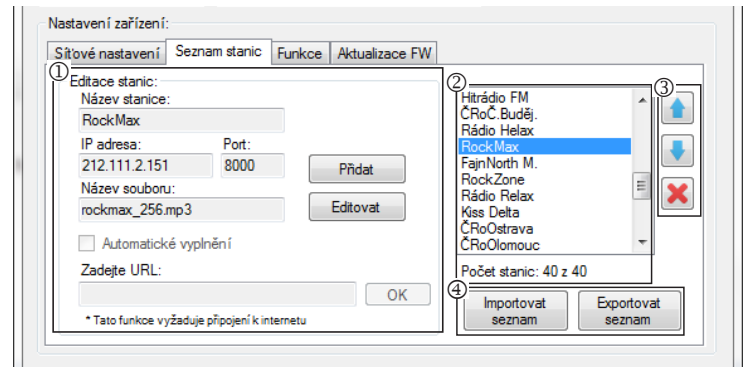 Nastavení zařízení:
Síťové nastavení Seznam stanic Funkce Aktualizace FW
①
Editace stanic:
Název stanice:
RockMax
IP adresa: Port:
212.111.2.151 8000
Přidat
Název souboru:
rockmax_256.mp3
Editovat
Automatické vyplnění
Zadejte URL:
OK
* Tato funkce vyžaduje připojení k internetu
②
Hitrádio FM
ČRoČ.Buděj.
Rádio Helax
RockMax
FajnNorth M.
RockZone
Rádio Relax
Kiss Delta
ČRoOstrava
ČRoOlomouc
Počet stanic: 40 z 40
③
④
Importovat
seznam
Exportovat
seznam